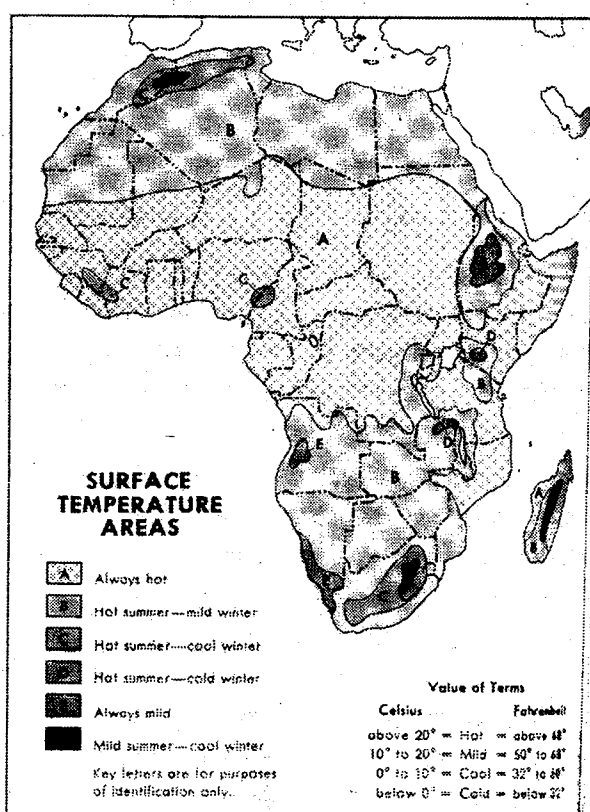 B
A
C
C
D
B
E
D
B
A
B
C
SURFACE
TEMPERATURE
AREAS
A Always hot
B Hot summer—mild winter
C Hot summer—cool winter
D Hot summer—cold winter
E Always mild
Mild summer—cool winter
Key letters are for purposes
of identification only.
Value of Terms
Celsius Fahrenheit
above 20° = Hot = above 68°
10° to 20° = Mild = 50° to 68°
0° to 10° = Cool = 32° to 50°
below 0° = Cold = below 32°